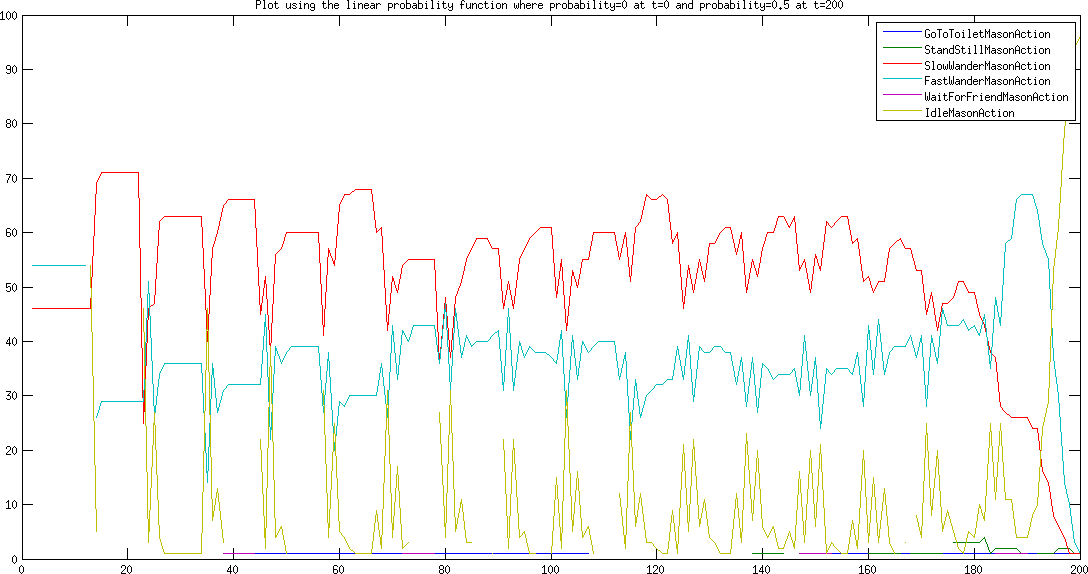 Plot using the linear probability function where probability=0 at t=0 and probability=0.5 at t=200
100
90
80
70
60
50
40
30
20
10
0
GoToToiletMasonAction
StandStillMasonAction
SlowWanderMasonAction
FastWanderMasonAction
WaitForFriendMasonAction
IdleMasonAction
0 20 40 60 80 100 120 140 160 180 200